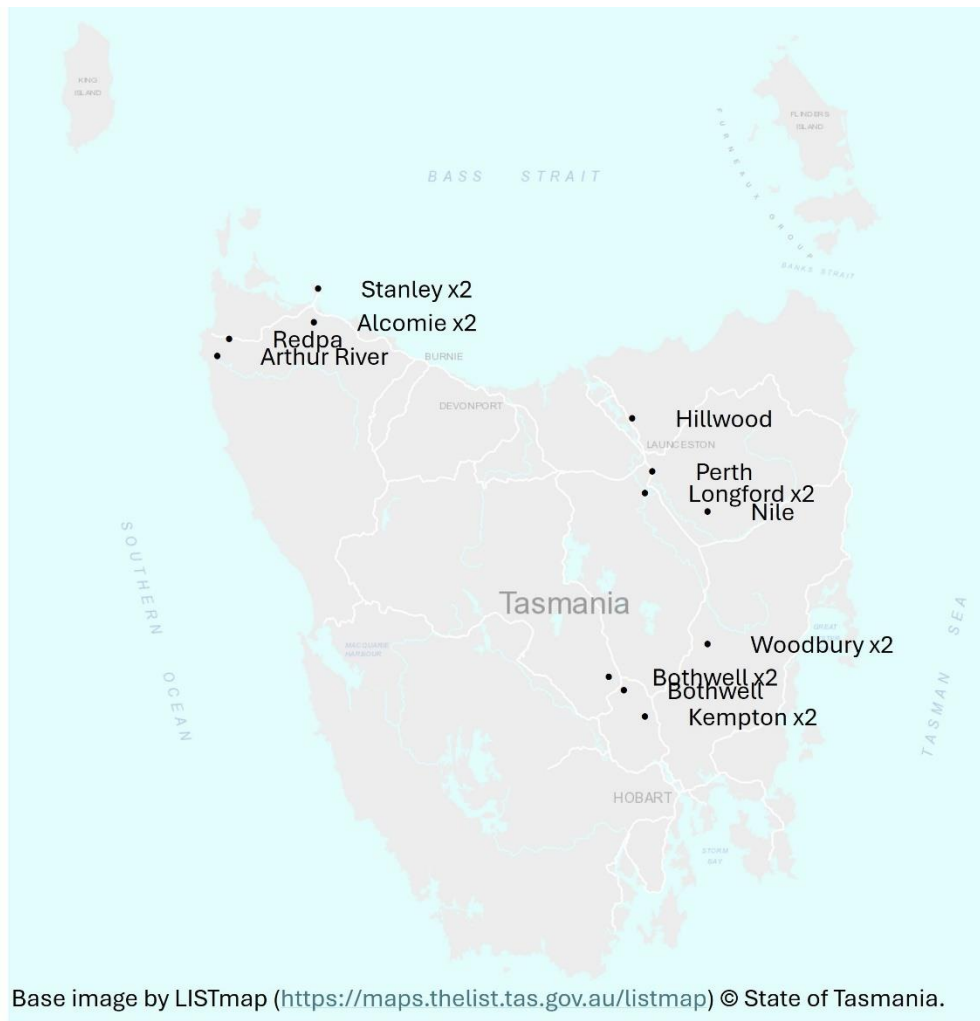 KING
ISLAND
FLINDERS
ISLAND
FURNEAUX GROUP
BASS STRAIT
BANKS STRAIT
Stanley x2
Alcomie x2
Redpa
Arthur River
BURNIE
DEVONPORT
Hillwood
LAUNCESTON
Perth
Longford x2
Nile
SOUTHERN OCEAN
Tasmania
TASMAN SEA
GREAT
MACQUARIE
HARBOUR
Woodbury x2
Bothwell x2
Bothwell
Kempton x2
HOBART
STORM
BAY
Base image by LISTmap (https://maps.thelist.tas.gov.au/listmap) © State of Tasmania.